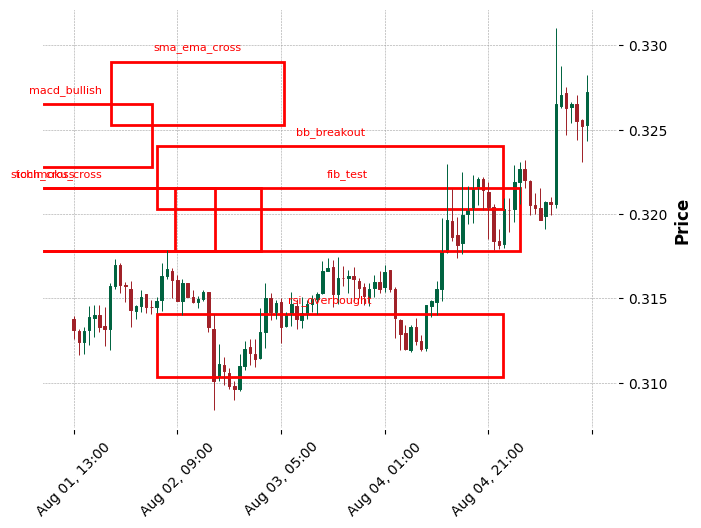 sma_ema_cross
macd_bullish
bb_breakout
fib_test
rsi_overbought
0.330
0.325
0.320
0.315
0.310
Price
Aug 01, 13:00
Aug 02, 09:00
Aug 03, 05:00
Aug 04, 01:00
Aug 04, 21:00